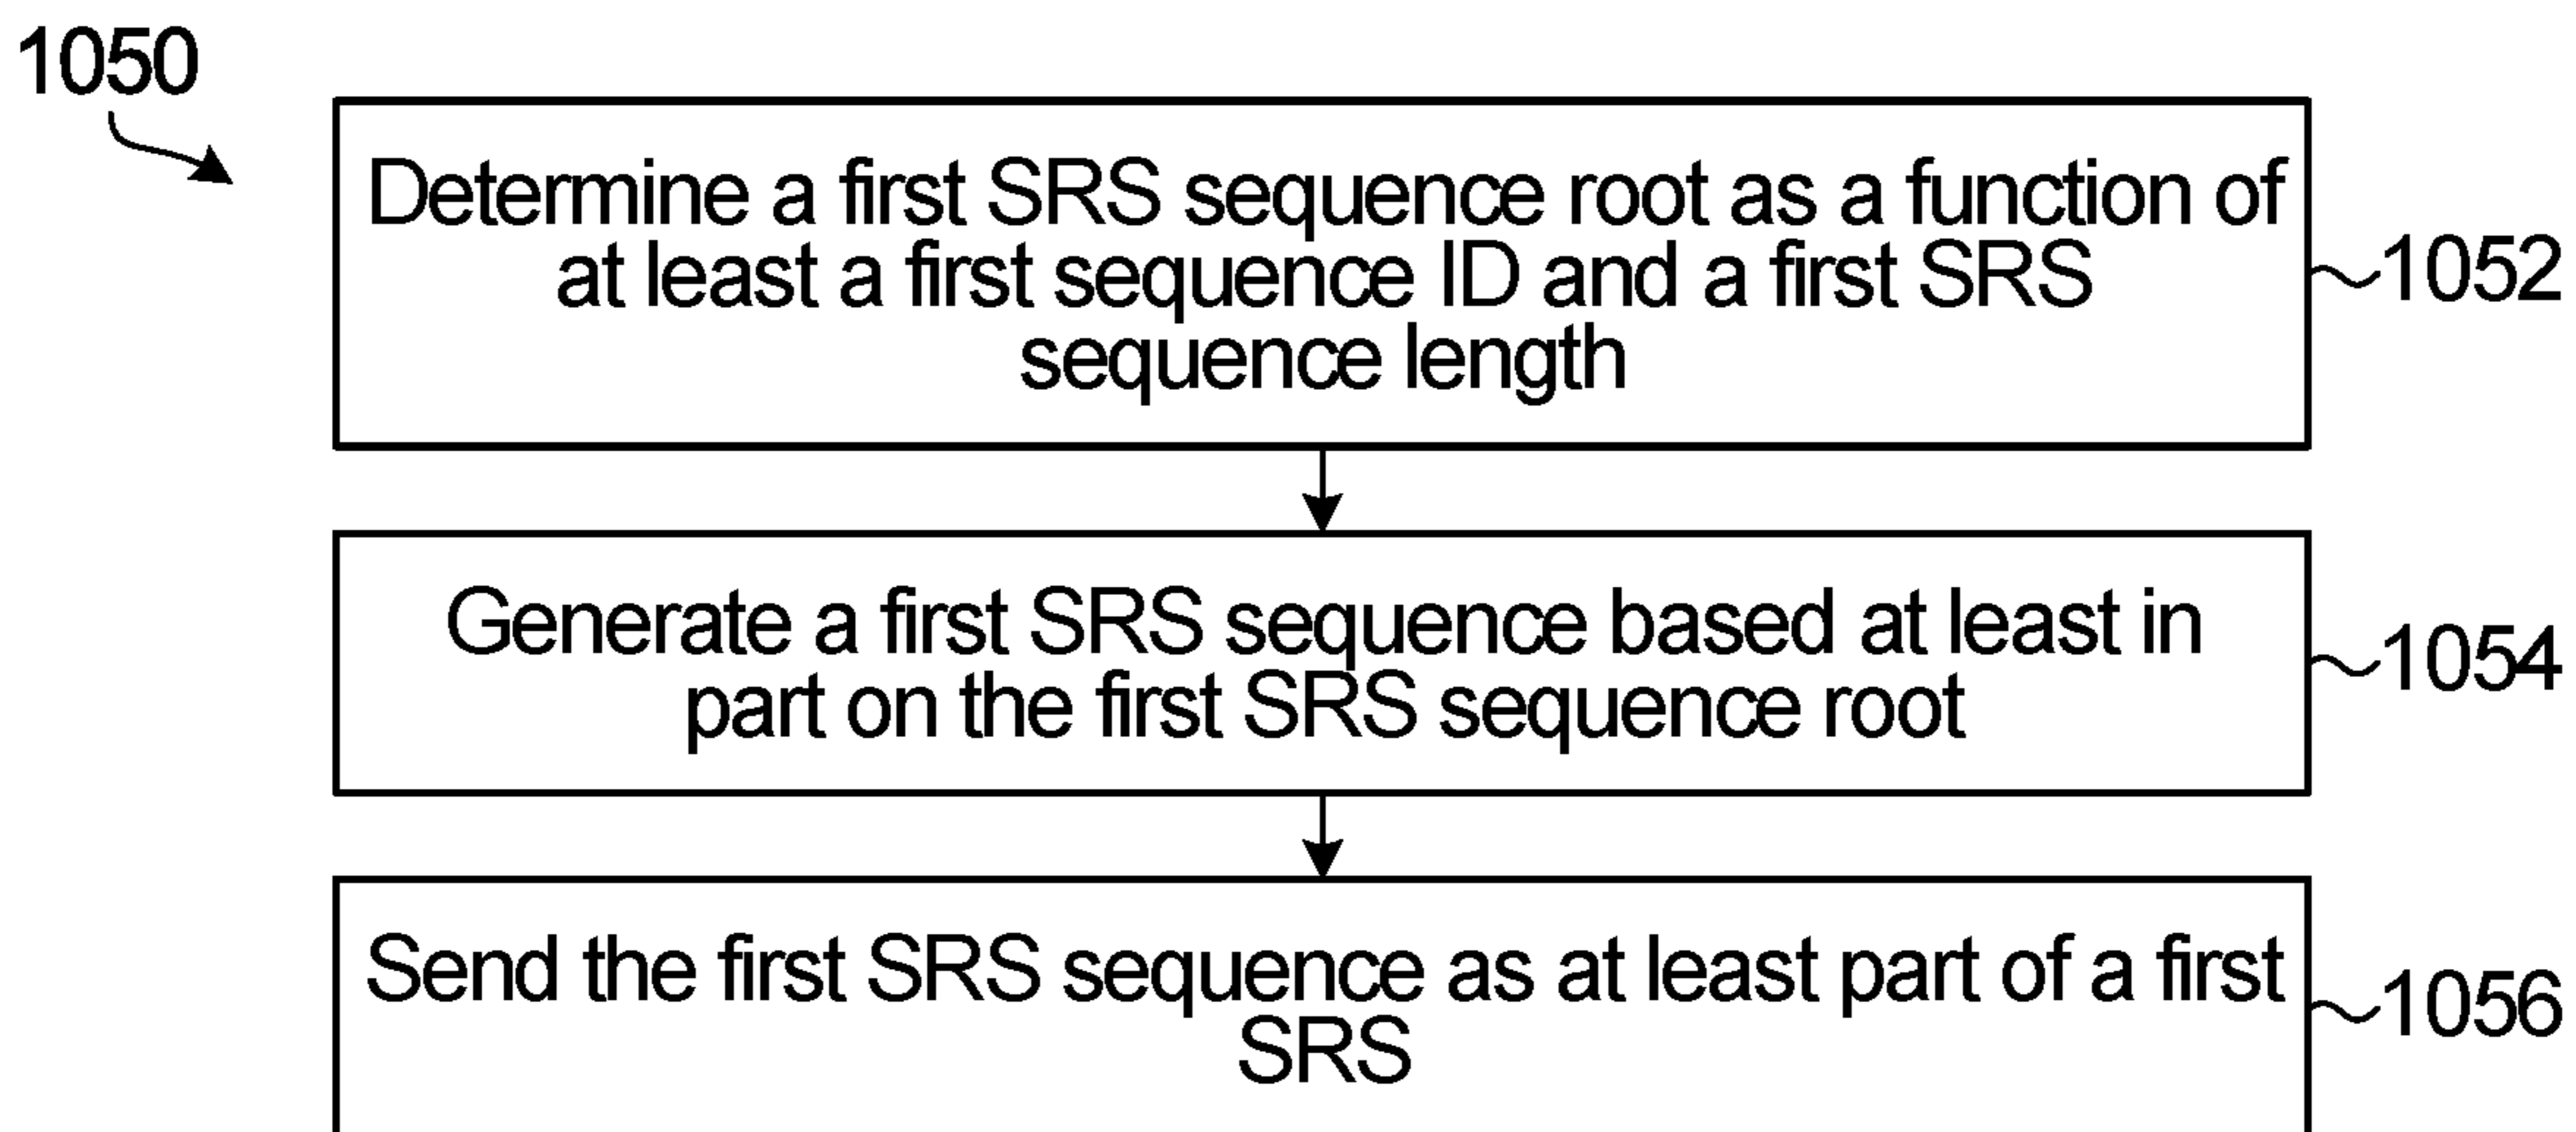 1050
Determine a first SRS sequence root as a function of
at least a first sequence ID and a first SRS
sequence length
1052
Generate a first SRS sequence based at least in
part on the first SRS sequence root
1054
Send the first SRS sequence as at least part of a first
SRS
1056